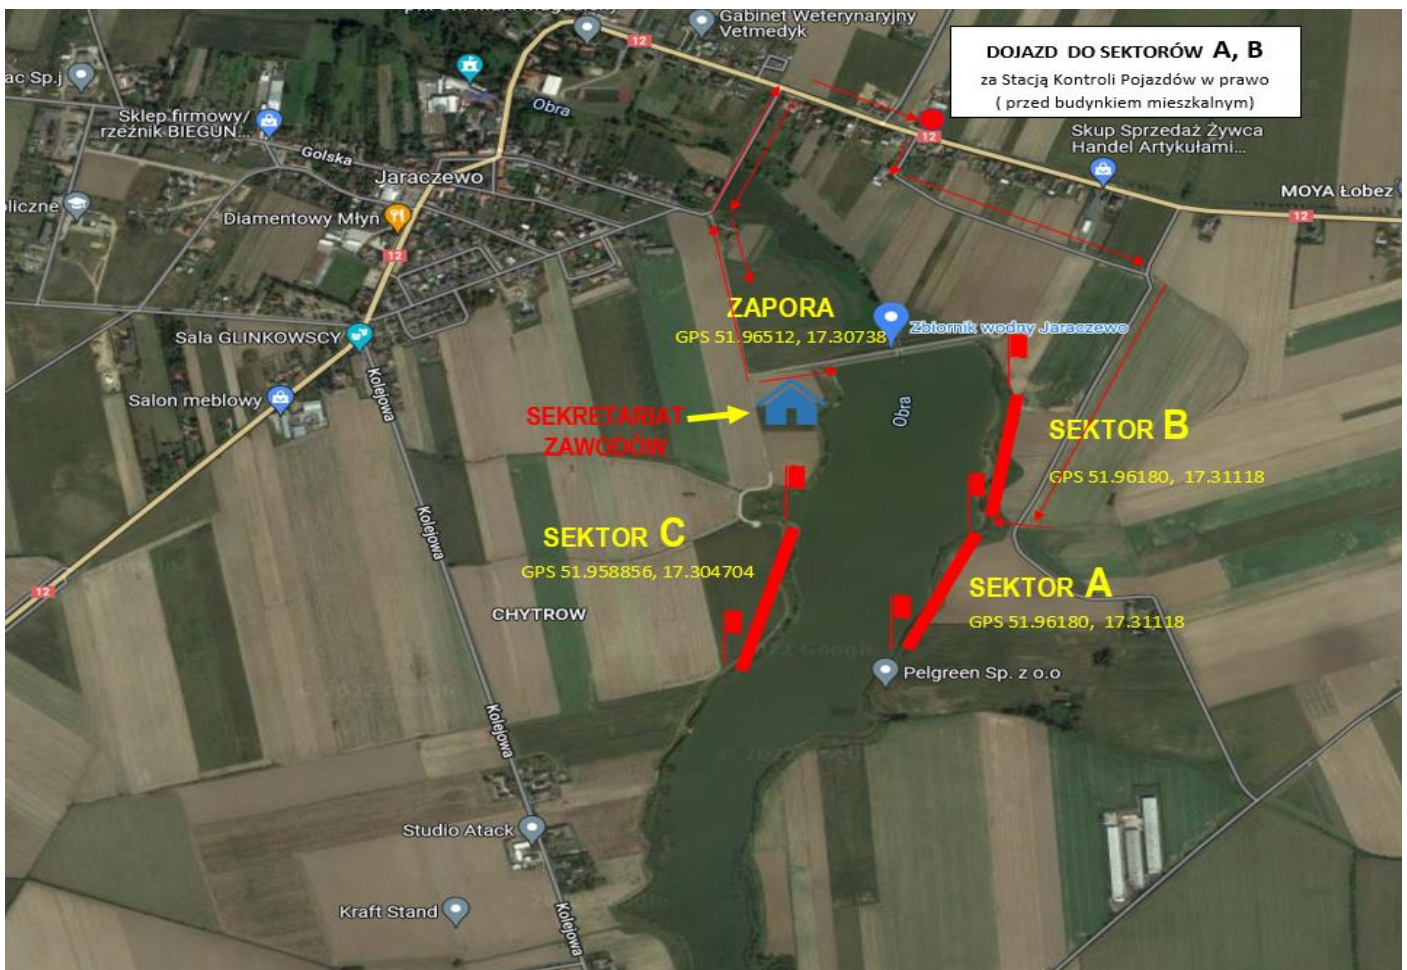 Gabinet Weterynaryjny
Vetmedyk
12
DOJAZD DO SEKTORÓW A, B
za Stacją Kontroli Pojazdów w prawo
( przed budynkiem mieszkalnym)
ac Sp.j
Obra
Sklep firmowy/
rzeźnik BIEGUN...
Golska
12
Skup Sprzedaż Żywca
Handel Artykułami...
Jaraczewo
MOYA Łobez
oliczne
Diamentowy Młyn
12
12
ZAPORA
GPS 51.96512, 17.30738
Zbiornik wodny Jaraczewo
Sala GLINKOWSCY
Kolejowa
Salon meblowy
Obra
SEKRETARIAT
ZAWODÓW
SEKTOR B
GPS 51.96180, 17.31118
Kolejowa
SEKTOR C
GPS 51.958856, 17.304704
SEKTOR A
GPS 51.96180, 17.31118
12
CHYTROW
Pelgreen Sp. z o.o
Kolejowa
Studio Atack
Kraft Stand
Kolejowa